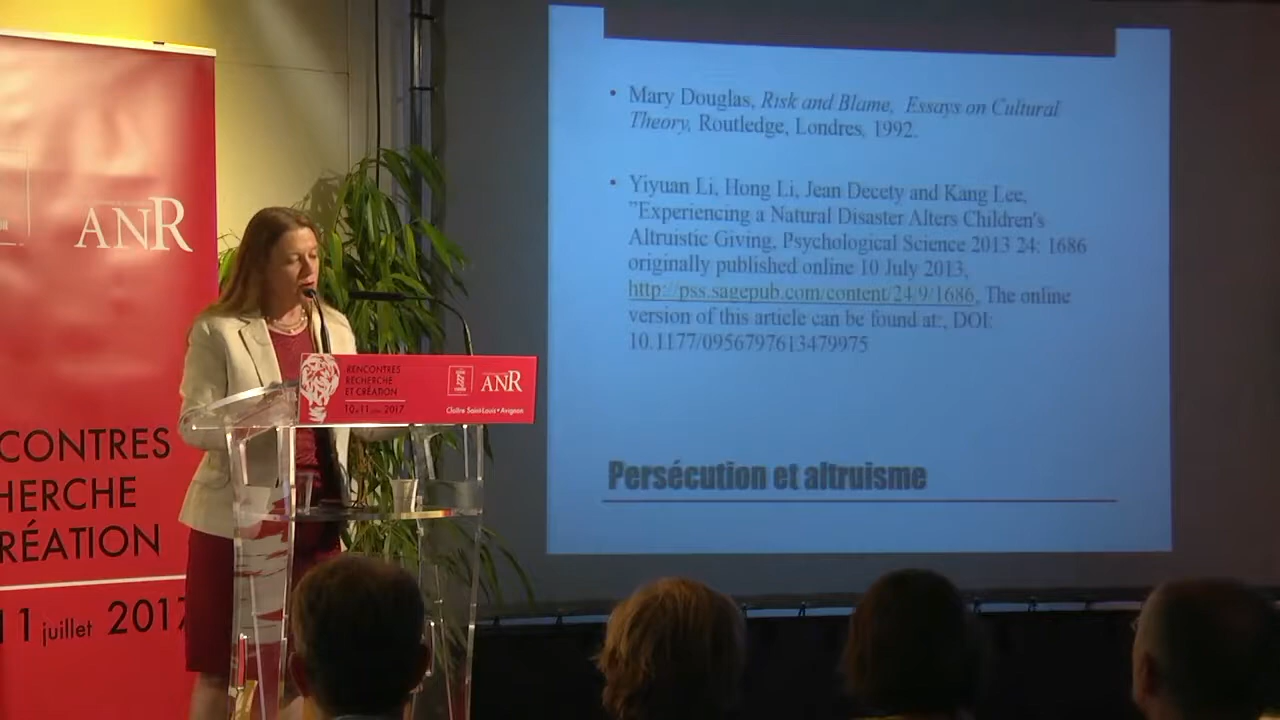 ANR
CONTRES
HERCHE
RÉATION
11 juillet 2017
RENCONTRES
RECHERCHE
ET CRÉATION
10 & 11 juillet 2017
ANR
Cloître Saint-Louis • Avignon
• Mary Douglas, Risk and Blame, Essays on Cultural
Theory, Routledge, Londres, 1992.
• Yiyuan Li, Hong Li, Jean Decety and Kang Lee,
"Experiencing a Natural Disaster Alters Children's
Altruistic Giving, Psychological Science 2013 24: 1686
originally published online 10 July 2013,
http://pss.sagepub.com/content/24/9/1686, The online
version of this article can be found at:, DOI:
10.1177/0956797613479975
Persécution et altruisme